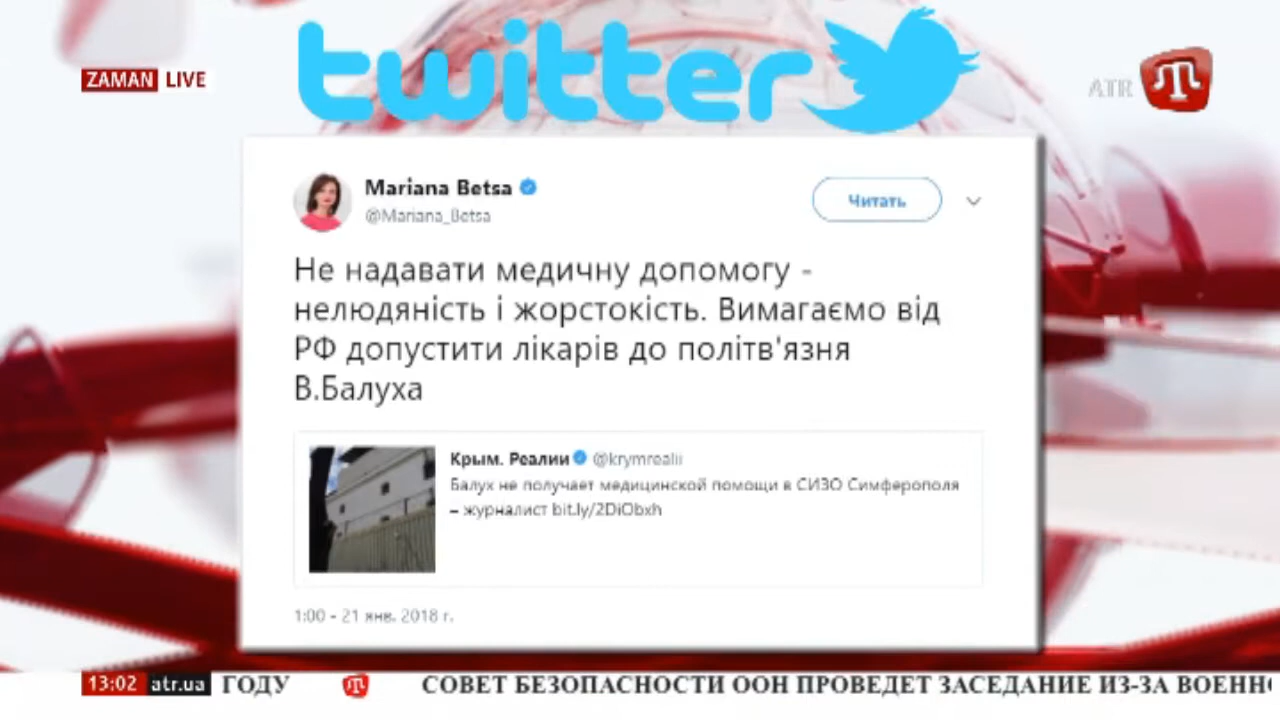 twitter
ZAMAN LIVE
ATR
Mariana Betsa
@Mariana_Betsa
Читать
Не надавати медичну допомогу -
нелюдяність і жорстокість. Вимагаємо від
РФ допустити лікарів до політв'язня
В.Балуха
Крым. Реалии @krymrealii
Балух не получает медицинской помощи в СИЗО Симферополя
– журналист bit.ly/2DiObxh
1:00 - 21 янв. 2018 г.
13:02 atr.ua ГОДУ СОВЕТ БЕЗОПАСНОСТИ ООН ПРОВЕДЕТ ЗАСЕДАНИЕ ИЗ-ЗА ВОЕНН